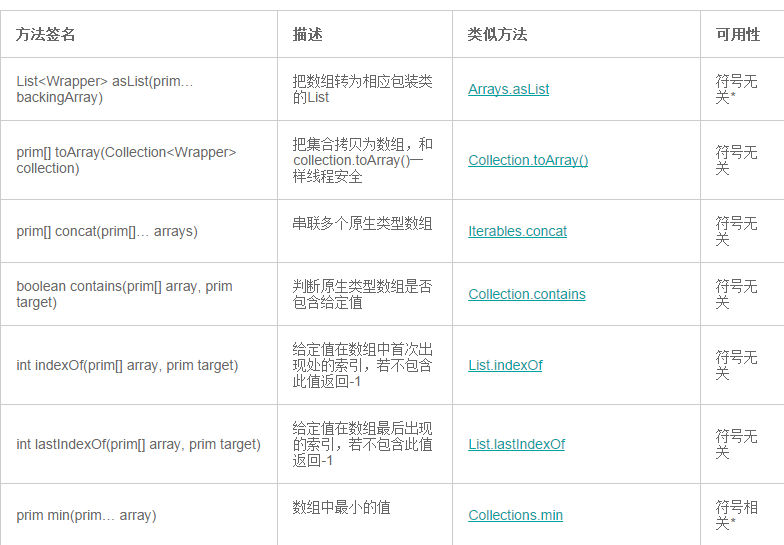 方法签名 描述 类似方法 可用性
List<Wrapper> asList(prim…
backingArray)
把数组转为相应包装类
的List
Arrays.asList
符号无
关*
prim[] toArray(Collection<Wrapper>
collection)
把集合拷贝为数组，和
collection.toArray()一
样线程安全
Collection.toArray()
符号无
关
prim[] concat(prim[]… arrays)
串联多个原生类型数组
Iterables.concat
符号无
关
boolean contains(prim[] array, prim
target)
判断原生类型数组是否
包含给定值
Collection.contains
符号无
关
int indexOf(prim[] array, prim target)
给定值在数组中首次出
现处的索引，若不包含
此值返回-1
List.indexOf
符号无
关
int lastIndexOf(prim[] array, prim target)
给定值在数组最后出现
的索引，若不包含此值
返回-1
List.lastIndexOf
符号无
关
prim min(prim… array)
数组中最小的值
Collections.min
符号相
关*